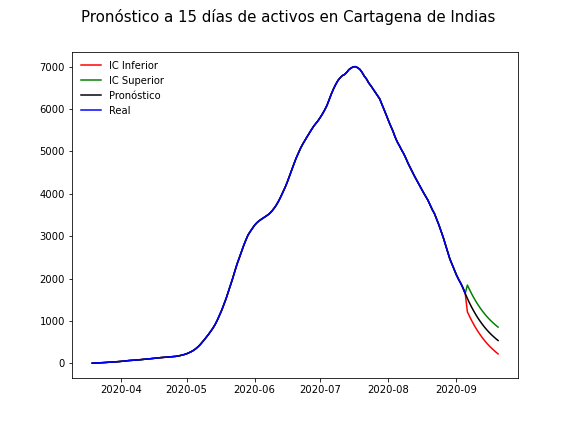 Pronóstico a 15 días de activos en Cartagena de Indias
IC Inferior
IC Superior
Pronóstico
Real
7000
6000
5000
4000
3000
2000
1000
0
2020-04 2020-05 2020-06 2020-07 2020-08 2020-09